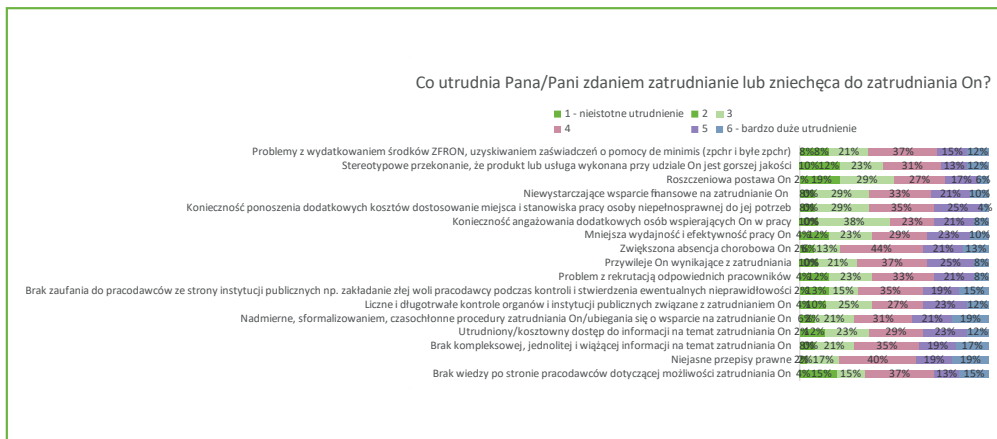 Co utrudnia Pana/Pani zdaniem zatrudnianie lub zniechęca do zatrudniania On?
1 - nieistotne utrudnienie 2 3
4 5 6 - bardzo duże utrudnienie
Problemy z wydatkowaniem środków ZFRON, uzyskiwaniem zaświadczeń o pomocy de minimis (zpchr i byłe zpchr) 8% 8% 21% 37% 15% 12%
Stereotypowe przekonanie, że produkt lub usługa wykonana przy udziale On jest gorszej jakości 10% 12% 23% 31% 13% 12%
Roszczeniowa postawa On 2% 19% 29% 27% 17% 6%
Niewystarczające wsparcie finansowe na zatrudnianie On 8% 0% 29% 33% 21% 10%
Konieczność ponoszenia dodatkowych kosztów dostosowanie miejsca i stanowiska pracy osoby niepełnosprawnej do jej potrzeb 8% 0% 29% 35% 25% 4%
Konieczność angażowania dodatkowych osób wspierających On w pracy 10% 38% 23% 21% 8%
Mniejsza wydajność i efektywność pracy On 4% 12% 23% 29% 23% 10%
Zwiększona absencja chorobowa On 2% 6% 13% 44% 21% 13%
Przywileje On wynikające z zatrudniania 10% 21% 37% 25% 8%
Problem z rekrutacją odpowiednich pracowników 4% 12% 23% 33% 21% 8%
Brak zaufania do pracodawców ze strony instytucji publicznych np. zakładanie złej woli pracodawcy podczas kontroli i stwierdzenia ewentualnych nieprawidłowości 2% 13% 15% 35% 19% 15%
Liczne i długotrwałe kontrole organów i instytucji publicznych związane z zatrudnianiem On 4% 10% 25% 27% 23% 12%
Nadmierne, sformalizowaniem, czasochłonne procedury zatrudniania On/ubiegania się o wsparcie na zatrudnianie On 6% 2% 21% 31% 21% 19%
Utrudniony/kosztowny dostęp do informacji na temat zatrudniania On 2% 12% 23% 29% 23% 12%
Brak kompleksowej, jednolitej i wiążącej informacji na temat zatrudniania On 8% 0% 21% 35% 19% 17%
Niejasne przepisy prawne 2% 17% 40% 19% 19%
Brak wiedzy po stronie pracodawców dotyczącej możliwości zatrudniania On 4% 15% 15% 37% 13% 15%